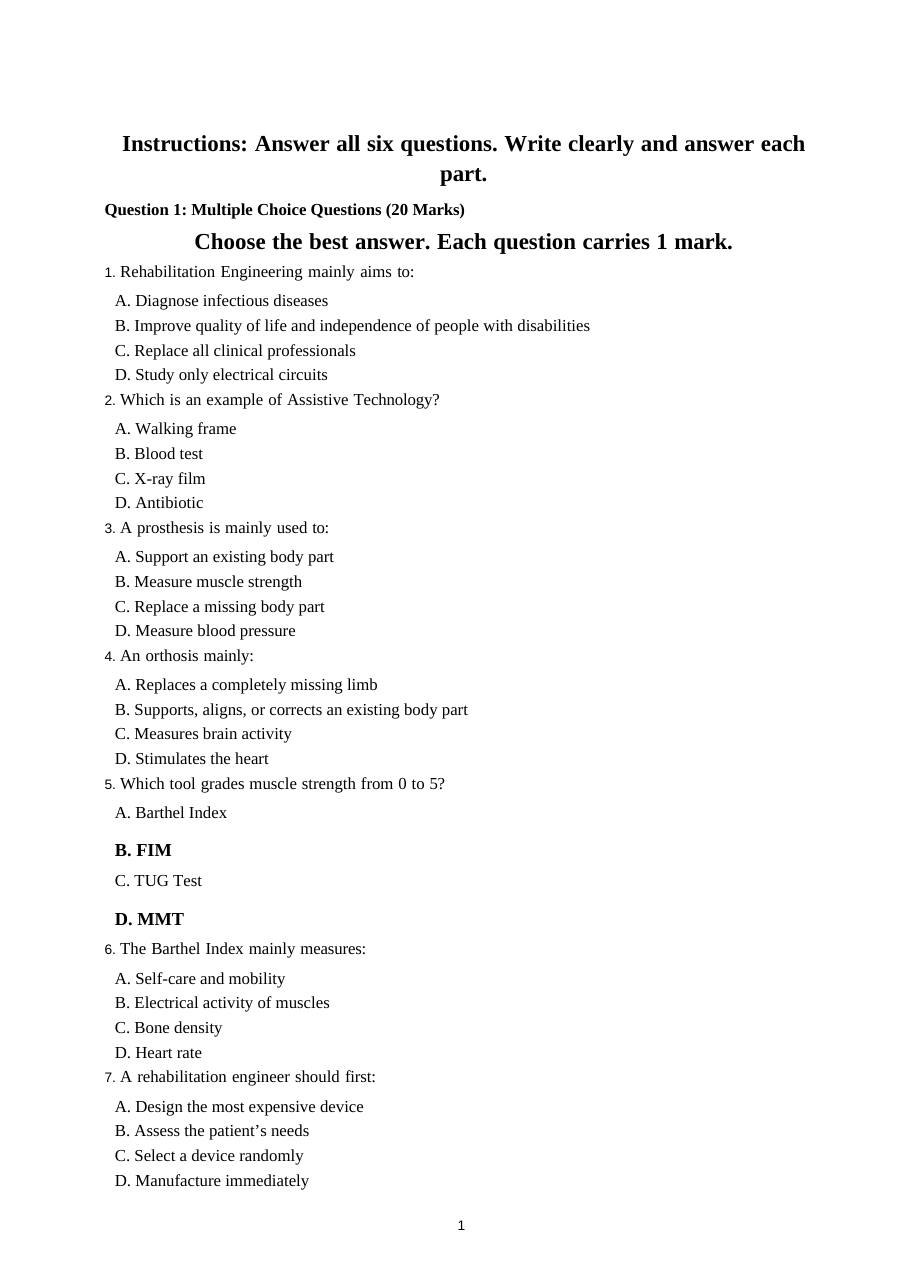 Instructions: Answer all six questions. Write clearly and answer each
part.
Question 1: Multiple Choice Questions (20 Marks)
Choose the best answer. Each question carries 1 mark.
1. Rehabilitation Engineering mainly aims to:
A. Diagnose infectious diseases
B. Improve quality of life and independence of people with disabilities
C. Replace all clinical professionals
D. Study only electrical circuits
2. Which is an example of Assistive Technology?
A. Walking frame
B. Blood test
C. X-ray film
D. Antibiotic
3. A prosthesis is mainly used to:
A. Support an existing body part
B. Measure muscle strength
C. Replace a missing body part
D. Measure blood pressure
4. An orthosis mainly:
A. Replaces a completely missing limb
B. Supports, aligns, or corrects an existing body part
C. Measures brain activity
D. Stimulates the heart
5. Which tool grades muscle strength from 0 to 5?
A. Barthel Index
B. FIM
C. TUG Test
D. MMT
6. The Barthel Index mainly measures:
A. Self-care and mobility
B. Electrical activity of muscles
C. Bone density
D. Heart rate
7. A rehabilitation engineer should first:
A. Design the most expensive device
B. Assess the patient’s needs
C. Select a device randomly
D. Manufacture immediately
1